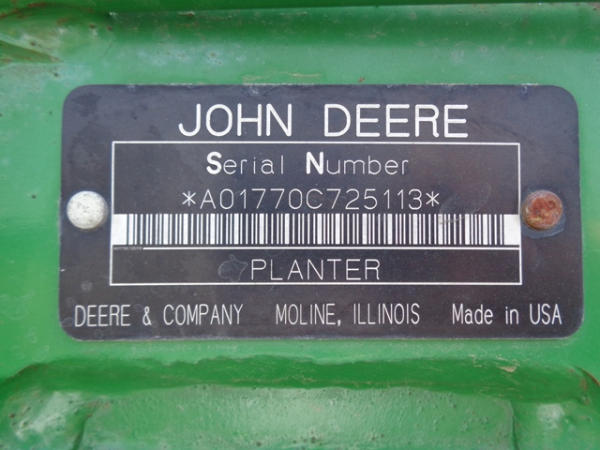 JOHN DEERE
Serial Number
*A01770C725113*
PLANTER
DEERE & COMPANY MOLINE, ILLINOIS Made in USA